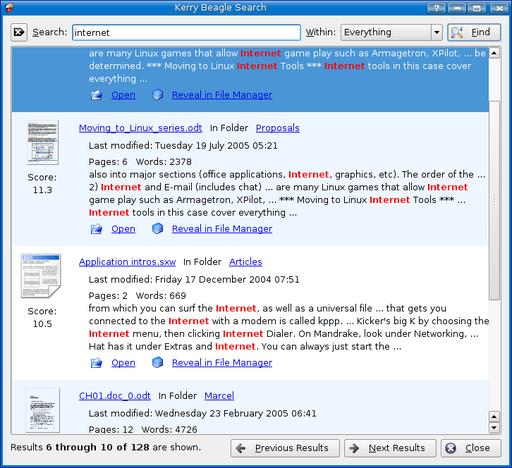 Kerry Beagle Search
Search: internet Within: Everything Find
are many Linux games that allow Internet game play such as Armagetron, XPilot, ... be
determined. *** Moving to Linux Internet Tools *** Internet tools in this case cover
everything ...
Open Reveal in File Manager
Moving_to_Linux_series.odt In Folder Proposals
Last modified: Tuesday 19 July 2005 05:21
Pages: 6 Words: 2378
Score:
11.3
also into major sections (office applications, Internet, graphics, etc). The order of the ...
2) Internet and E-mail (includes chat) ... are many Linux games that allow Internet
game play such as Armagetron, XPilot, ... *** Moving to Linux Internet Tools *** ...
Internet tools in this case cover everything ...
Open Reveal in File Manager
Application intros.sxw In Folder Articles
Last modified: Friday 17 December 2004 07:51
Pages: 2 Words: 669
Score:
10.5
from which you can surf the Internet, as well as a universal file ... that gets you
connected to the Internet with a modem is called kppp. ... Kicker's big K by choosing the
Internet menu, then clicking Internet Dialer. On Mandrake, look under Networking, ...
Hat has it under Extras and Internet. You can always just start the ...
Open Reveal in File Manager
CH01.doc_0.odt In Folder Marcel
Last modified: Wednesday 23 February 2005 06:41
Pages: 12 Words: 4726
Score:
Results 6 through 10 of 128 are shown. Previous Results Next Results Close